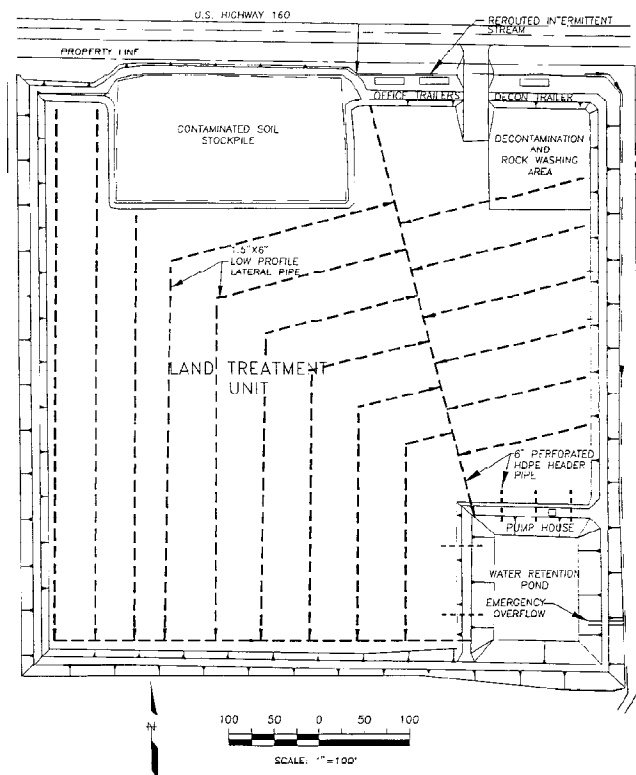 U.S. HIGHWAY 160
REROUTED INTERMITTENT
STREAM
PROPERTY LINE
OFFICE TRAILERS
DECON TRAILER
CONTAMINATED SOIL
STOCKPILE
DECONTAMINATION
AND
ROCK WASHING
AREA
1.5"X6"
LOW PROFILE
LATERAL PIPE
LAND TREATMENT
UNIT
6" PERFORATED
HDPE HEADER
PIPE
PUMP HOUSE
WATER RETENTION
POND
EMERGENCY
OVERFLOW
N
100 50 0 50 100
SCALE: 1"=100'